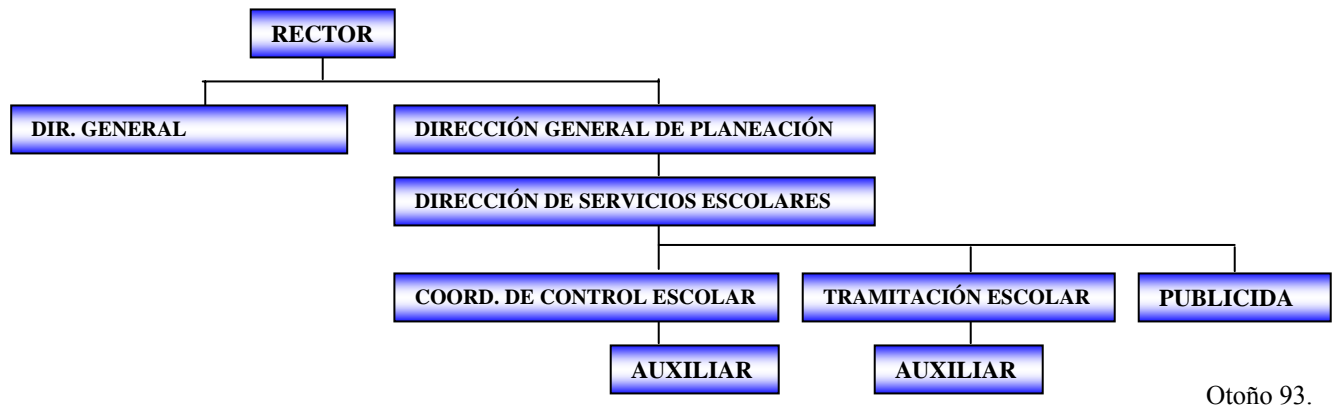 RECTOR
DIR. GENERAL
DIRECCIÓN GENERAL DE PLANEACIÓN
DIRECCIÓN DE SERVICIOS ESCOLARES
COORD. DE CONTROL ESCOLAR
TRAMITACIÓN ESCOLAR
PUBLICIDA
AUXILIAR
AUXILIAR
Otoño 93.